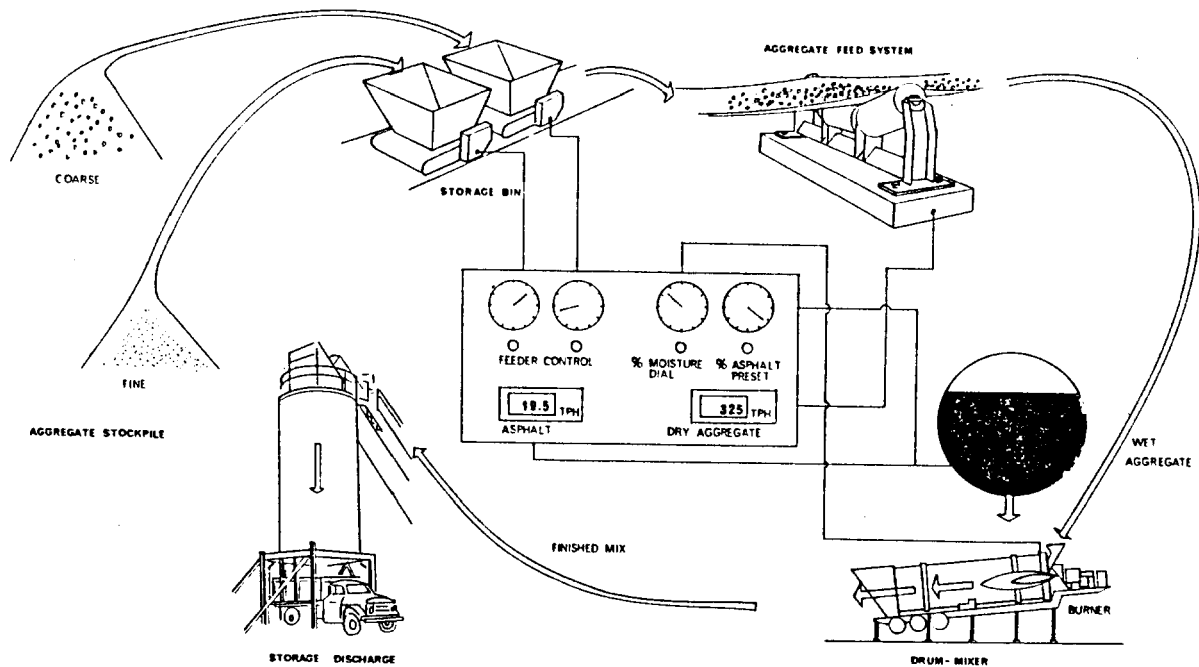 AGGREGATE FEED SYSTEM
COARSE
STORAGE BIN
FINE
FEEDER CONTROL
% MOISTURE
DIAL
% ASPHALT
PRESET
19.5 TPH
ASPHALT
325 TPH
DRY AGGREGATE
AGGREGATE STOCKPILE
WET
AGGREGATE
FINISHED MIX
BURNER
STORAGE DISCHARGE
DRUM-MIXER